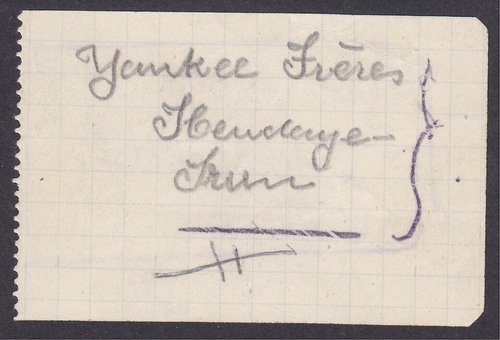 Yankee Frères
Hendaye-
Irun